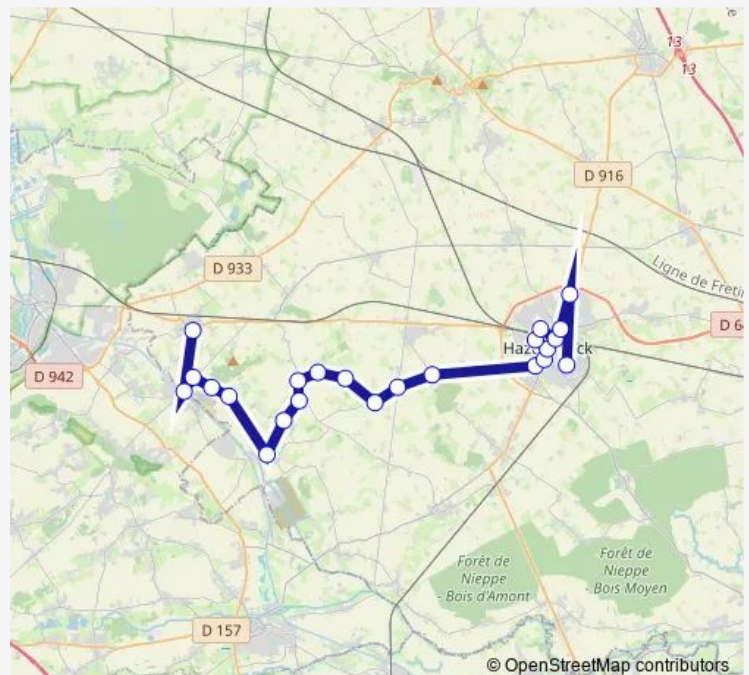 13
13
D 916
Ligne de Fretin
D 933
D 6
D 942
Forêt de
Nieppe
- Bois d'Amont
Forêt de
Nieppe
- Bois Moyen
D 157
© OpenStreetMap contributors